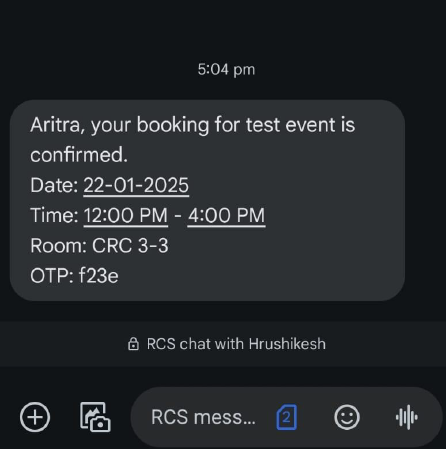 5:04 pm
Aritra, your booking for test event is
confirmed.
Date: 22-01-2025
Time: 12:00 PM - 4:00 PM
Room: CRC 3-3
OTP: f23e
RCS chat with Hrushikesh
RCS mess... 2